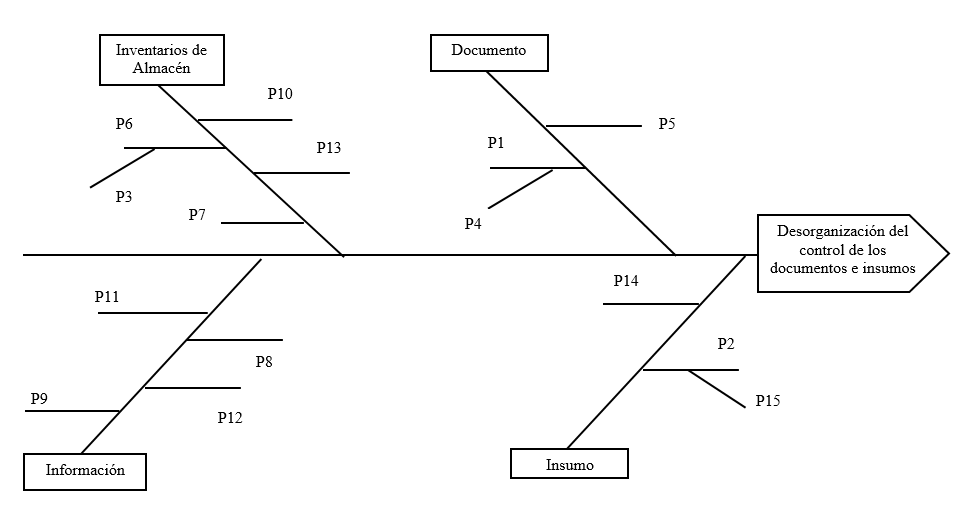 Inventarios de
Almacén
Documento
P10
P6
P5
P1
P13
P3
P7
P4
Desorganización del
control de los
documentos e insumos
P14
P11
P2
P8
P9
P15
P12
Información
Insumo